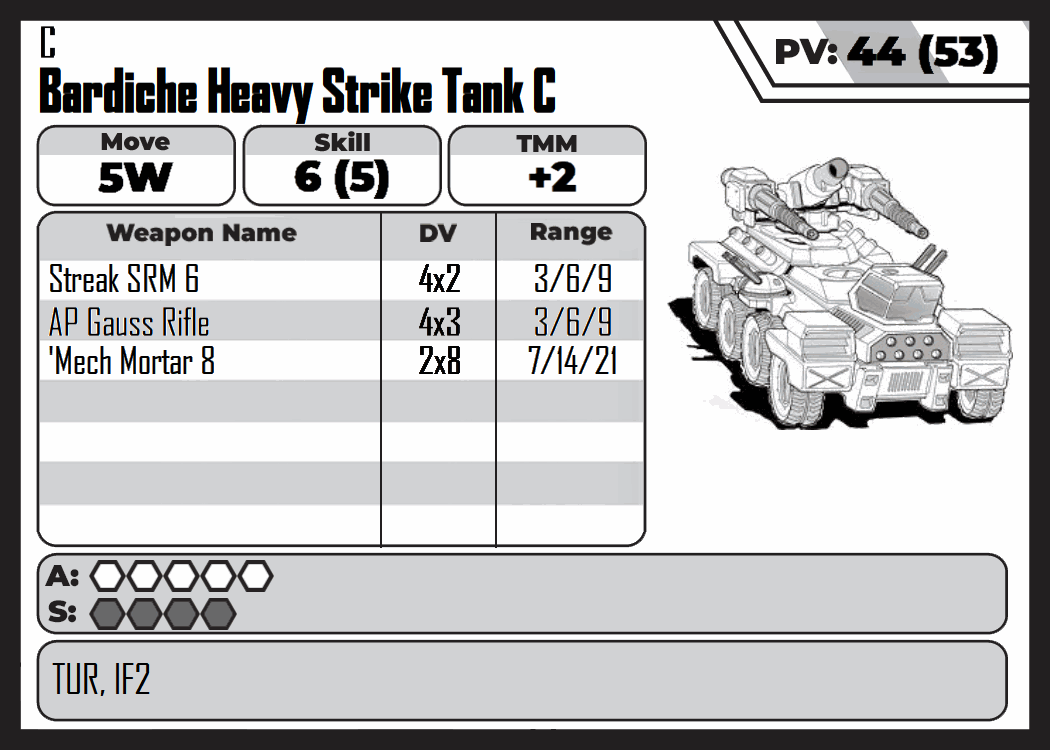 C
Bardiche Heavy Strike Tank C
PV: 44 (53)
Move
5W
Skill
6 (5)
TMM
+2
Weapon Name DV Range
Streak SRM 6 4x2 3/6/9
AP Gauss Rifle 4x3 3/6/9
'Mech Mortar 8 2x8 7/14/21
A:
S:
TUR, IF2